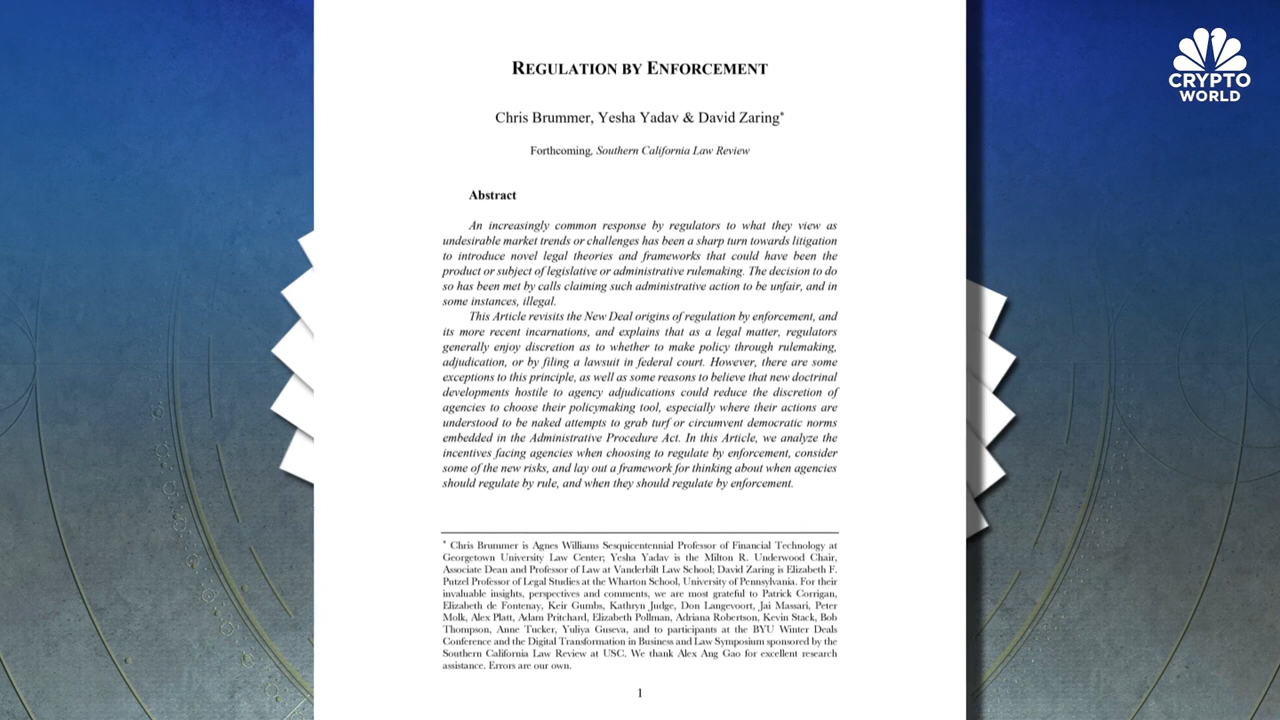 REGULATION BY ENFORCEMENT
CRYPTO
WORLD
Chris Brummer, Yesha Yadav & David Zaring*
Forthcoming, Southern California Law Review
Abstract
An increasingly common response by regulators to what they view as
undesirable market trends or challenges has been a sharp turn towards litigation
to introduce novel legal theories and frameworks that could have been the
product or subject of legislative or administrative rulemaking. The decision to do
so has been met by calls claiming such administrative action to be unfair, and in
some instances, illegal.
This Article revisits the New Deal origins of regulation by enforcement, and
its more recent incarnations, and explains that as a legal matter, regulators
generally enjoy discretion as to whether to make policy through rulemaking,
adjudication, or by filing a lawsuit in federal court. However, there are some
exceptions to this principle, as well as some reasons to believe that new doctrinal
developments hostile to agency adjudications could reduce the discretion of
agencies to choose their policymaking tool, especially where their actions are
understood to be naked attempts to grab turf or circumvent democratic norms
embedded in the Administrative Procedure Act. In this Article, we analyze the
incentives facing agencies when choosing to regulate by enforcement, consider
some of the new risks, and lay out a framework for thinking about when agencies
should regulate by rule, and when they should regulate by enforcement.
* Chris Brummer is Agnes Williams Sesquicentennial Professor of Financial Technology at
Georgetown University Law Center; Yesha Yadav is the Milton R. Underwood Chair,
Associate Dean and Professor of Law at Vanderbilt Law School; David Zaring is Elizabeth F.
Putzel Professor of Legal Studies at the Wharton School, University of Pennsylvania. For their
invaluable insights, perspectives and comments, we are most grateful to Patrick Corrigan,
Elizabeth de Fontenay, Keir Gumbs, Kathryn Judge, Don Langevoort, Jai Massari, Peter
Molk, Alex Platt, Adam Pritchard, Elizabeth Pollman, Adriana Robertson, Kevin Stack, Bob
Thompson, Anne Tucker, Yuliya Guseva, and to participants at the BYU Winter Deals
Conference and the Digital Transformation in Business and Law Symposium sponsored by the
Southern California Law Review at USC. We thank Alex Ang Gao for excellent research
assistance. Errors are our own.
1